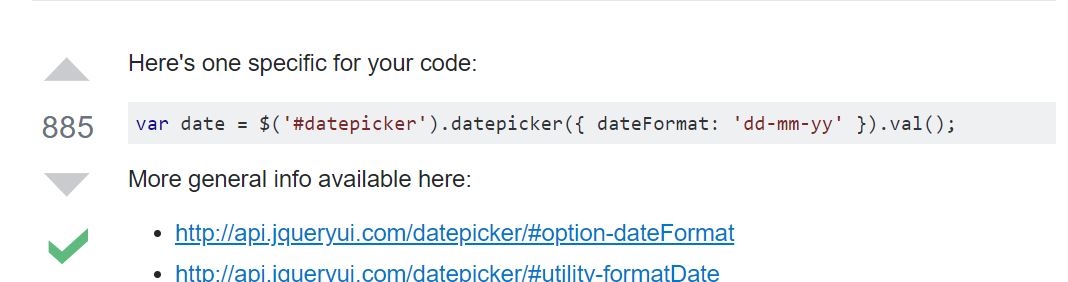 Here's one specific for your code:
885
var date = $('#datepicker').datepicker({ dateFormat: 'dd-mm-yy' }).val();
More general info available here:
http://api.jqueryui.com/datepicker/#option-dateFormat
http://api.jqueryui.com/datepicker/#utility-formatDate